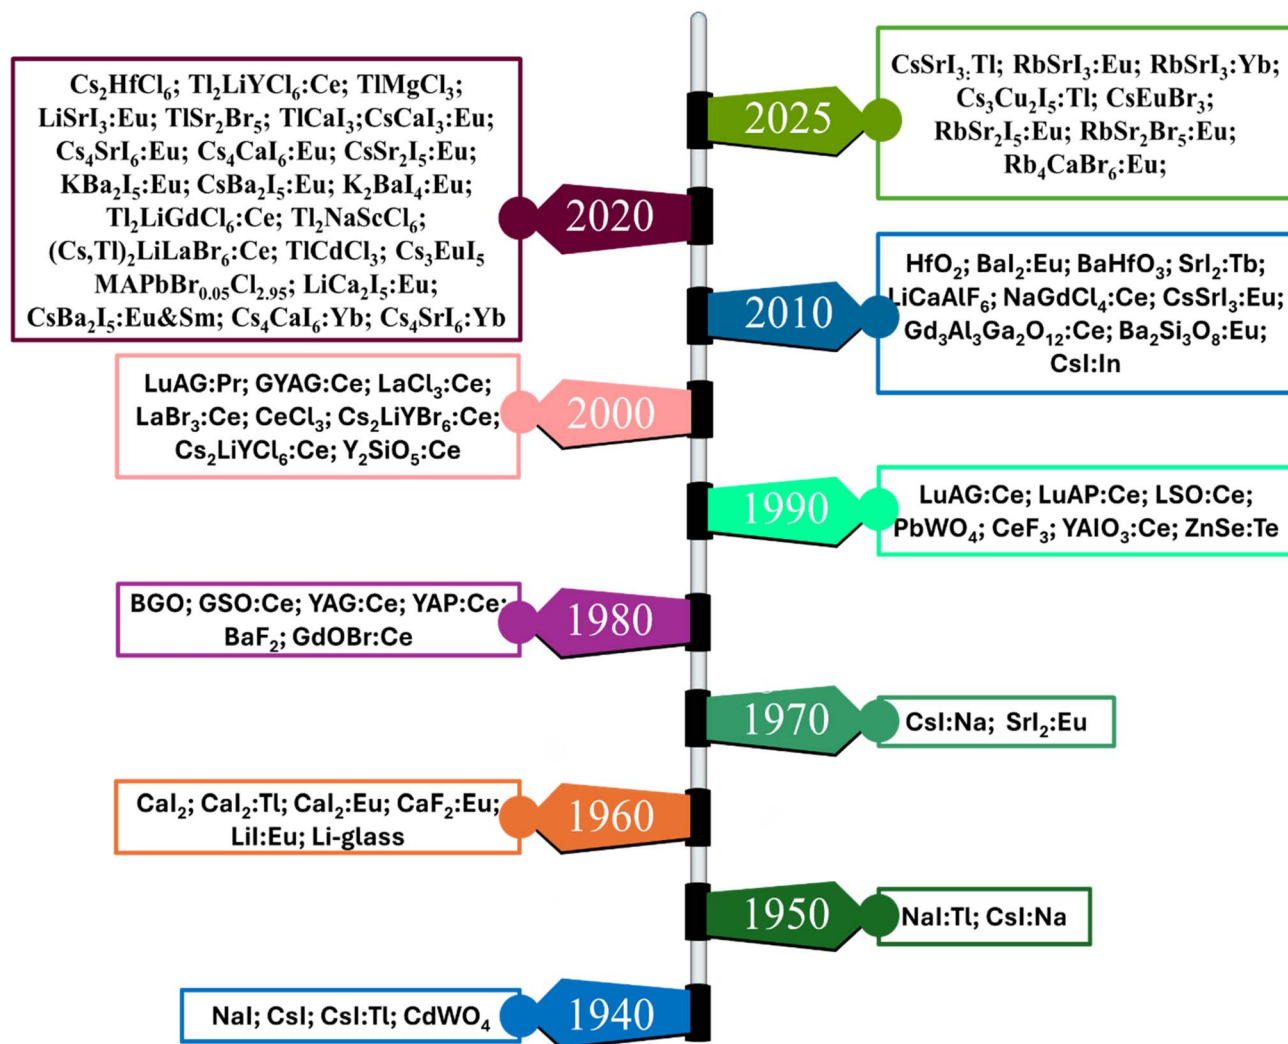 Cs₂HfCl₆; Tl₂LiYCl₆:Ce; TlMgCl₃;
LiSrI₃:Eu; TlSr₂Br₅; TlCaI₃;CsCaI₃:Eu;
Cs₄SrI₆:Eu; Cs₄CaI₆:Eu; CsSr₂I₅:Eu;
KBa₂I₅:Eu; CsBa₂I₅:Eu; K₂BaI₄:Eu;
Tl₂LiGdCl₆:Ce; Tl₂NaScCl₆;
(Cs,Tl)₂LiLaBr₆:Ce; TlCdCl₃; Cs₃EuI₅
MAPbBr₀.₀₅Cl₂.₉₅; LiCa₂I₅:Eu;
CsBa₂I₅:Eu&Sm; Cs₄CaI₆:Yb; Cs₄SrI₆:Yb
2020
2025
CsSrI₃:Tl; RbSrI₃:Eu; RbSrI₃:Yb;
Cs₃Cu₂I₅:Tl; CsEuBr₃;
RbSr₂I₅:Eu; RbSr₂Br₅:Eu;
Rb₄CaBr₆:Eu;
2010
HfO₂; BaI₂:Eu; BaHfO₃; SrI₂:Tb;
LiCaAlF₆; NaGdCl₄:Ce; CsSrI₃:Eu;
Gd₃Al₃Ga₂O₁₂:Ce; Ba₂Si₃O₈:Eu;
CsI:In
LuAG:Pr; GYAG:Ce; LaCl₃:Ce;
LaBr₃:Ce; CeCl₃; Cs₂LiYBr₆:Ce;
Cs₂LiYCl₆:Ce; Y₂SiO₅:Ce
2000
1990
LuAG:Ce; LuAP:Ce; LSO:Ce;
PbWO₄; CeF₃; YAlO₃:Ce; ZnSe:Te
BGO; GSO:Ce; YAG:Ce; YAP:Ce;
BaF₂; GdOBr:Ce
1980
1970
CsI:Na; SrI₂:Eu
CaI₂; CaI₂:Tl; CaI₂:Eu; CaF₂:Eu;
LiI:Eu; Li-glass
1960
1950
NaI:Tl; CsI:Na
NaI; CsI; CsI:Tl; CdWO₄
1940